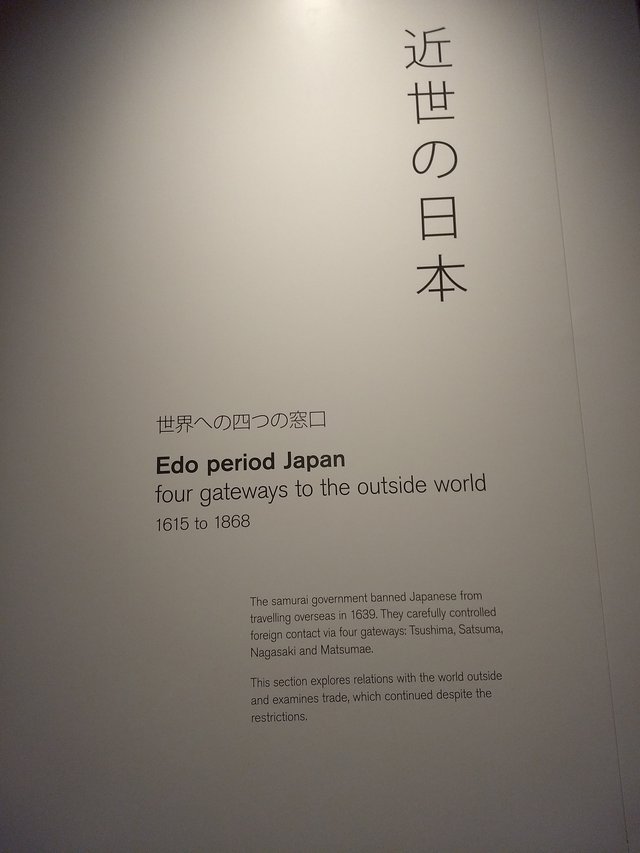 近世の日本
世界への四つの窓口
Edo period Japan
four gateways to the outside world
1615 to 1868
The samurai government banned Japanese from
travelling overseas in 1639. They carefully controlled
foreign contact via four gateways: Tsushima, Satsuma,
Nagasaki and Matsumae.
This section explores relations with the world outside
and examines trade, which continued despite the
restrictions.